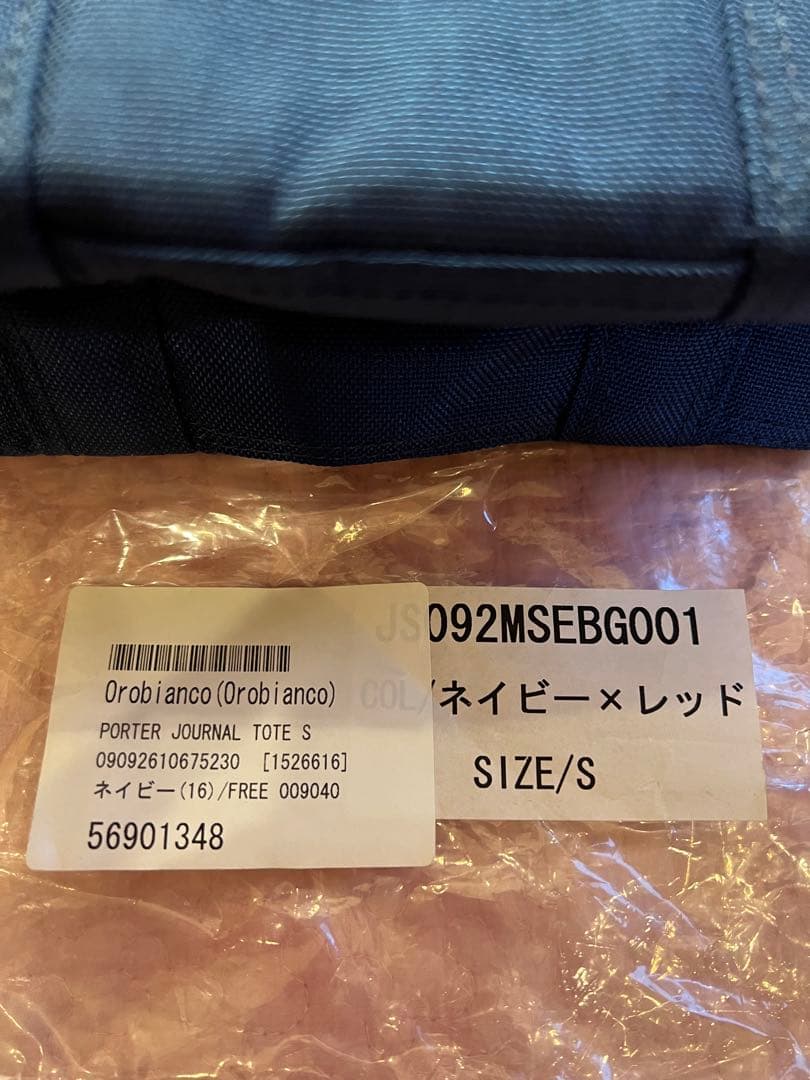 Orobianco(Orobianco)
PORTER JOURNAL TOTE S
09092610675230 [1526616]
ネイビー(16)/FREE 009040
56901348
JS092MSEBG001
COL/ネイビー×レッド
SIZE/S